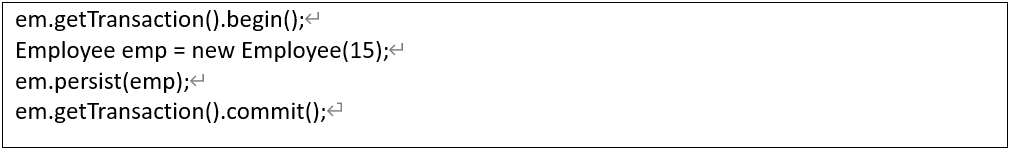 em.getTransaction().begin();
Employee emp = new Employee(15);
em.persist(emp);
em.getTransaction().commit();